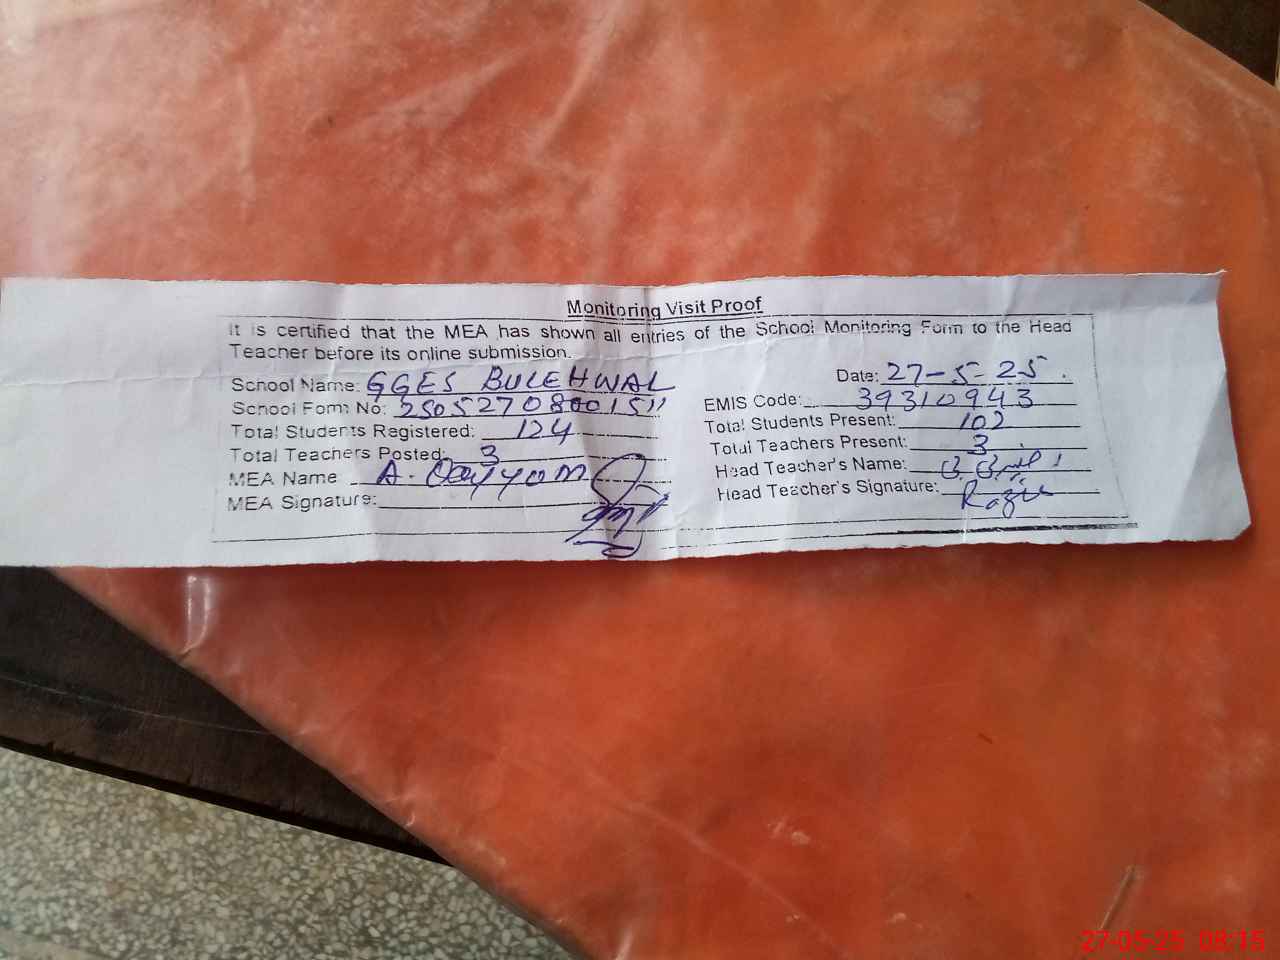 Monitoring Visit Proof
It is certified that the MEA has shown all entries of the School Monitoring Form to the Head
Teacher before its online submission.
School Name: GGES BULEHWAL Date: 27-5-25.
School Form No: EMIS Code: 39310943
Total Students Registered: 124 Total Students Present: 102
Total Teachers Posted: 3 Total Teachers Present: 3
MEA Name A. Qayyom Head Teacher's Name:
MEA Signature: Head Teacher's Signature: Razia
27-05-25 08:15